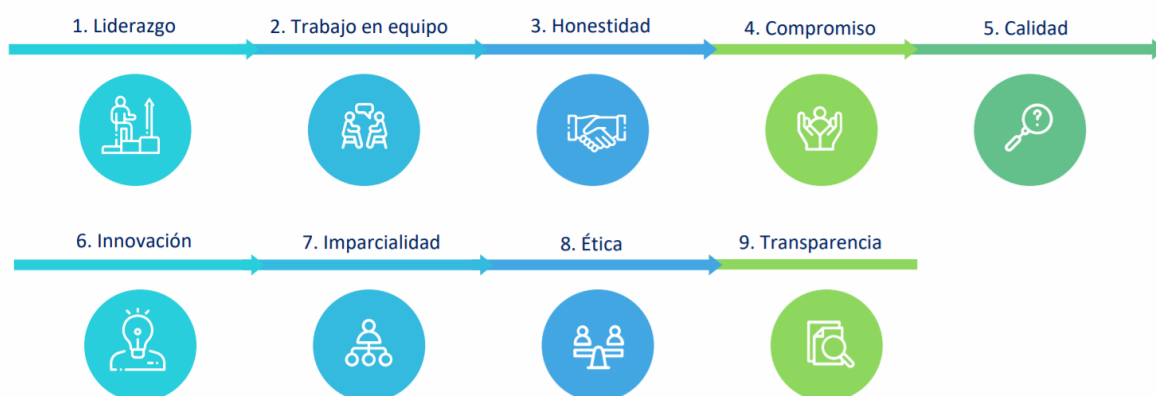 1. Liderazgo
2. Trabajo en equipo
3. Honestidad
4. Compromiso
5. Calidad
?
6. Innovación
7. Imparcialidad
8. Ética
9. Transparencia